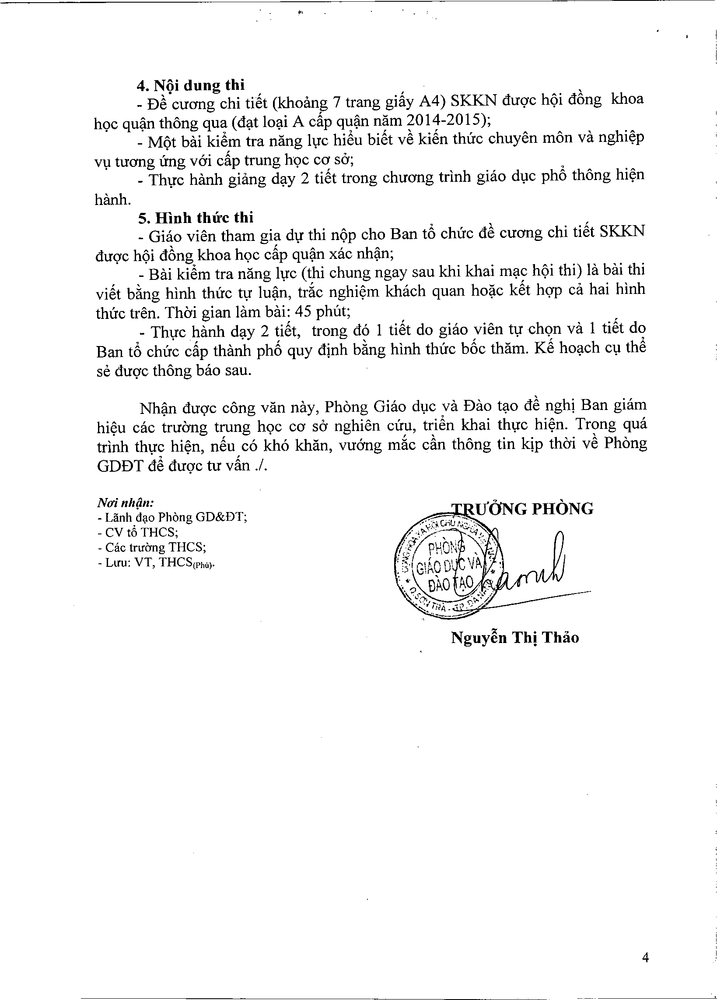 4. Nội dung thi
- Đề cương chi tiết (khoảng 7 trang giấy A4) SKKN được hội đồng khoa
học quận thông qua (đạt loại A cấp quận năm 2014-2015);
- Một bài kiểm tra năng lực hiểu biết về kiến thức chuyên môn và nghiệp
vụ tương ứng với cấp trung học cơ sở;
- Thực hành giảng dạy 2 tiết trong chương trình giáo dục phổ thông hiện
hành.
5. Hình thức thi
- Giáo viên tham gia dự thi nộp cho Ban tổ chức đề cương chi tiết SKKN
được hội đồng khoa học cấp quận xác nhận;
- Bài kiểm tra năng lực (thi chung ngay sau khi khai mạc hội thi) là bài thi
viết bằng hình thức tự luận, trắc nghiệm khách quan hoặc kết hợp cả hai hình
thức trên. Thời gian làm bài: 45 phút;
- Thực hành dạy 2 tiết, trong đó 1 tiết do giáo viên tự chọn và 1 tiết do
Ban tổ chức cấp thành phố quy định bằng hình thức bốc thăm. Kế hoạch cụ thể
sẻ được thông báo sau.
Nhận được công văn này, Phòng Giáo dục và Đào tạo đề nghị Ban giám
hiệu các trường trung học cơ sở nghiên cứu, triển khai thực hiện. Trong quá
trình thực hiện, nếu có khó khăn, vướng mắc cần thông tin kịp thời về Phòng
GDĐT để được tư vấn ./.
Nơi nhận:
- Lãnh đạo Phòng GD&ĐT;
- CV tổ THCS;
- Các trường THCS;
- Lưu: VT, THCS(Phú).
TRƯỞNG PHÒNG
CỘNG HÒA XÃ HỘI CHỦ NGHĨA VIỆT NAM
PHÒNG
GIÁO DỤC VÀ
ĐÀO TẠO
Q.SƠN TRÀ - TP. ĐÀ NẴNG
Nguyễn Thị Thảo
4